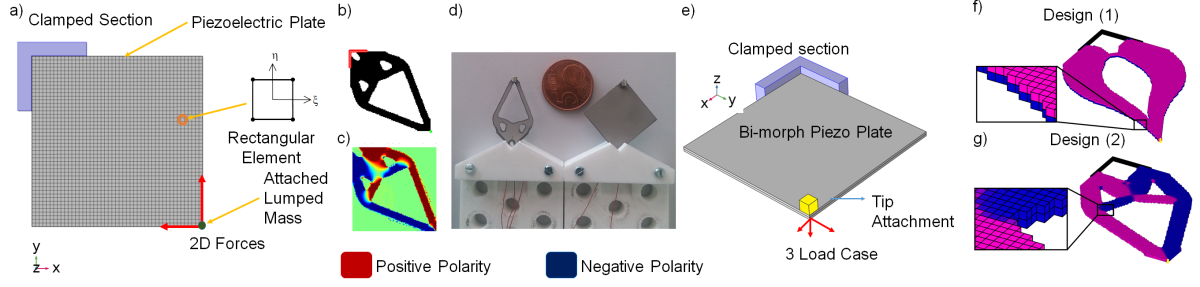 a)
Clamped Section
Piezoelectric Plate
η
ξ
Rectangular
Element
Attached
Lumped
Mass
2D Forces
y
z x
b)
c)
d)
Positive Polarity
Negative Polarity
e)
Clamped section
z
x y
Bi-morph Piezo Plate
Tip
Attachment
3 Load Case
f)
Design (1)
g)
Design (2)